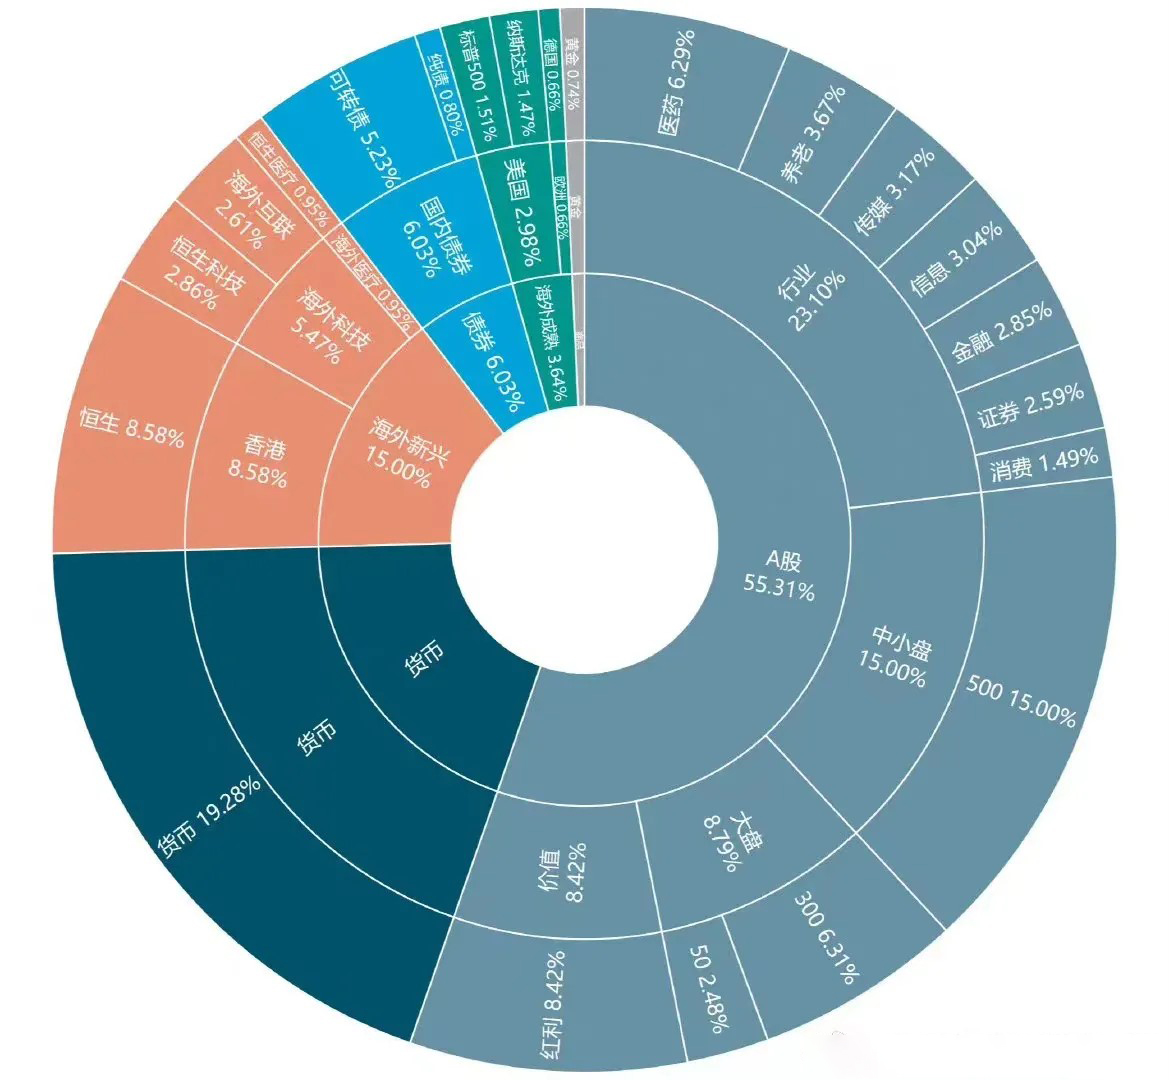 医药 6.29%
养老 3.67%
传媒 3.17%
信息 3.04%
金融 2.85%
证券 2.59%
消费 1.49%
500 15.00%
300 6.31%
50 2.48%
红利 8.42%
货币 19.28%
恒生 8.58%
恒生科技
2.86%
海外互联
2.61%
恒生医疗 0.95%
可转债 5.23%
纯债 0.80%
标普500 1.51%
纳斯达克 1.47%
德国 0.66%
黄金 0.74%
行业
23.10%
中小盘
15.00%
大盘
8.79%
价值
8.42%
货币
香港
8.58%
海外科技
5.47%
海外医疗 0.95%
国内债券
6.03%
美国 2.98%
欧洲 0.66%
黄金
A股
55.31%
货币
海外新兴
15.00%
债券 6.03%
海外成熟 3.64%